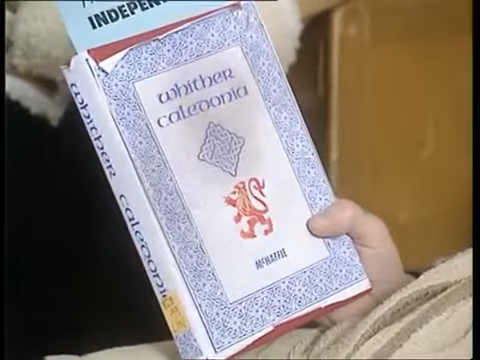 INDEPEN
whither
caledonia
McHAFFIE
whither caledonia